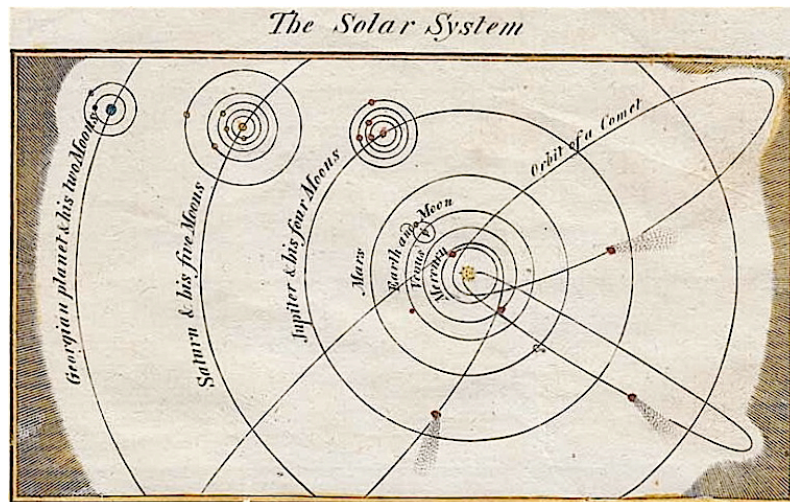 The Solar System
Georgian planet & his two Moons
Saturn & his five Moons
Jupiter & his four Moons
Mars
Earth and Moon
Venus
Mercury
Orbit of a Comet